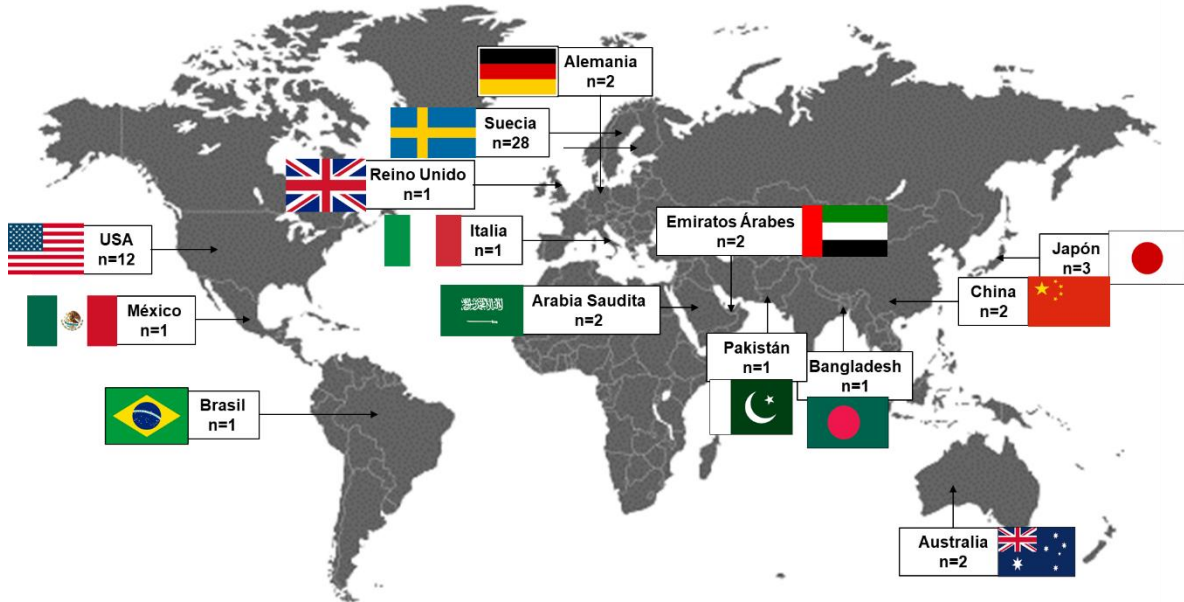 Alemania
n=2
Suecia
n=28
Reino Unido
n=1
USA
n=12
Italia
n=1
Emiratos Árabes
n=2
Japón
n=3
México
n=1
Arabia Saudita
n=2
China
n=2
Pakistán
n=1
Bangladesh
n=1
Brasil
n=1
Australia
n=2